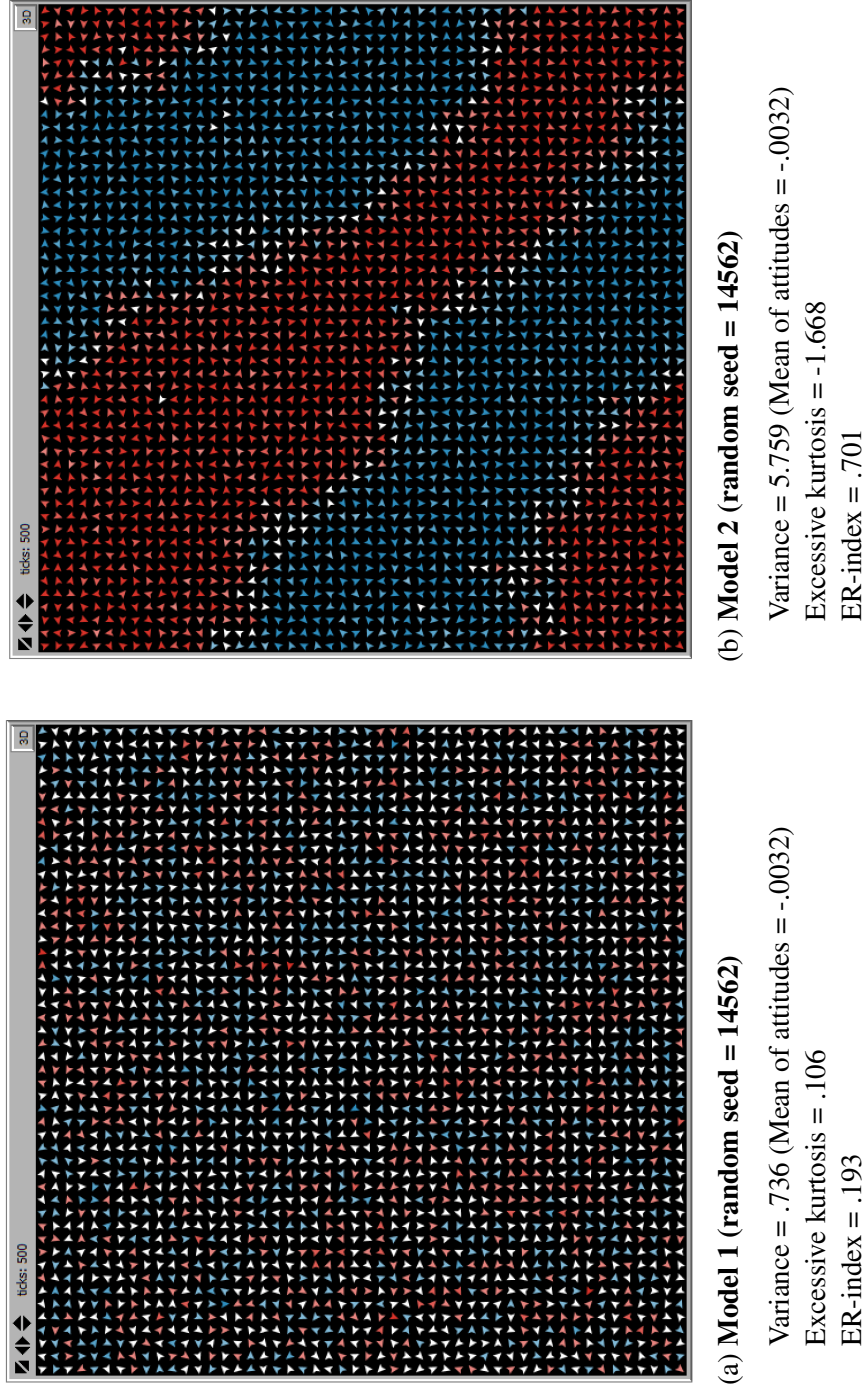 ticks: 500
3D
(a) Model 1 (random seed = 14562)
Variance = .736 (Mean of attitudes = -.0032)
Excessive kurtosis = .106
ER-index = .193
ticks: 500
3D
(b) Model 2 (random seed = 14562)
Variance = 5.759 (Mean of attitudes = -.0032)
Excessive kurtosis = -1.668
ER-index = .701